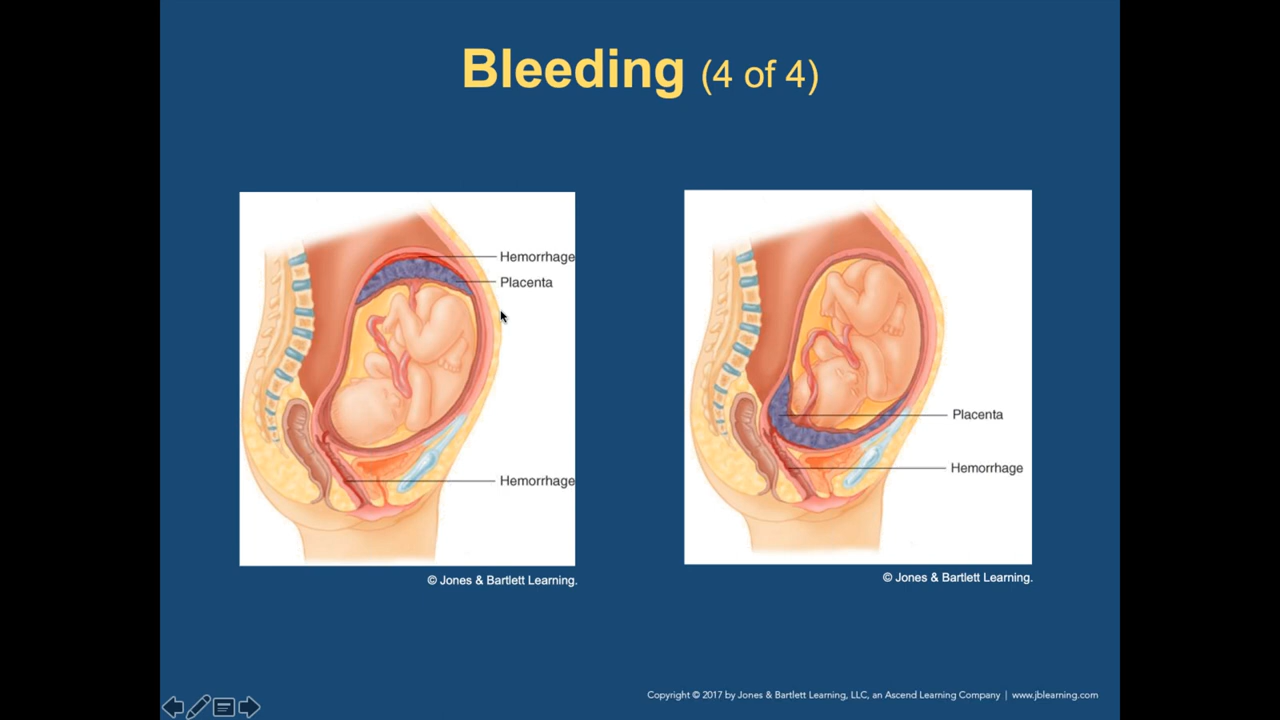 Bleeding (4 of 4)
Hemorrhage
Placenta
Hemorrhage
© Jones & Bartlett Learning.
Placenta
Hemorrhage
© Jones & Bartlett Learning.
Copyright © 2017 by Jones & Bartlett Learning, LLC, an Ascend Learning Company | www.jblearning.com